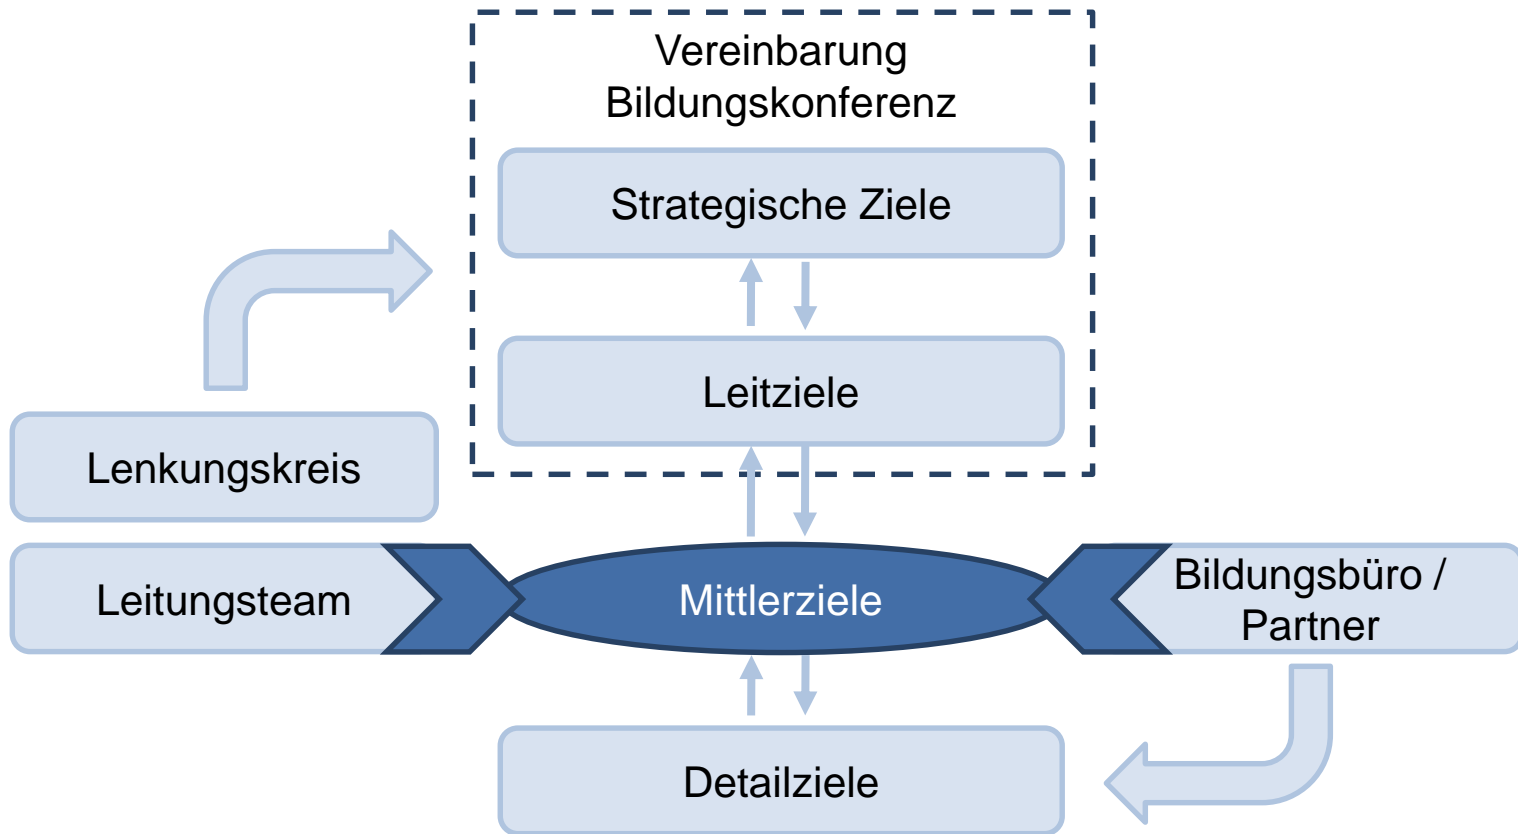 Vereinbarung
Bildungskonferenz
Strategische Ziele
Leitziele
Lenkungskreis
Leitungsteam
Mittlerziele
Bildungsbüro /
Partner
Detailziele